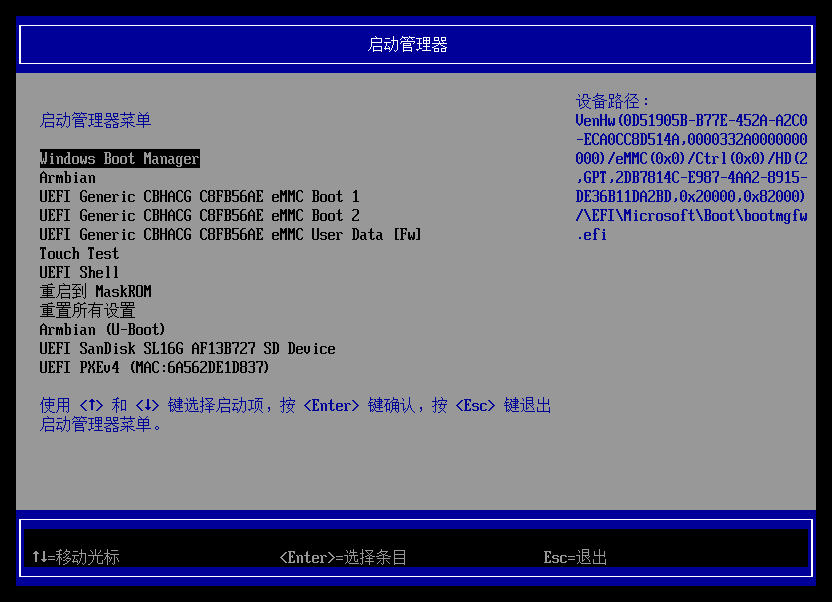 启动管理器
启动管理器菜单
Windows Boot Manager
Armbian
UEFI Generic CBHACG C8FB56AE eMMC Boot 1
UEFI Generic CBHACG C8FB56AE eMMC Boot 2
UEFI Generic CBHACG C8FB56AE eMMC User Data [Fw]
Touch Test
UEFI Shell
重启到 MaskROM
重置所有设置
Armbian (U-Boot)
UEFI SanDisk SL16G AF13B727 SD Device
UEFI PXEv4 (MAC:6A562DE1D837)
使用 <↑> 和 <↓> 键选择启动项，按 <Enter> 键确认，按 <Esc> 键退出
启动管理器菜单。
设备路径：
VenHw(0D51905B-B77E-452A-A2C0
-ECA0CC8D514A,0000332A0000000
000)/eMMC(0x0)/Ctrl(0x0)/HD(2
,GPT,2DB7814C-E987-4AA2-8915-
DE36B11DA2BD,0x20000,0x82000)
/\EFI\Microsoft\Boot\bootmgfw
.efi
↑↓=移动光标
<Enter>=选择条目
Esc=退出